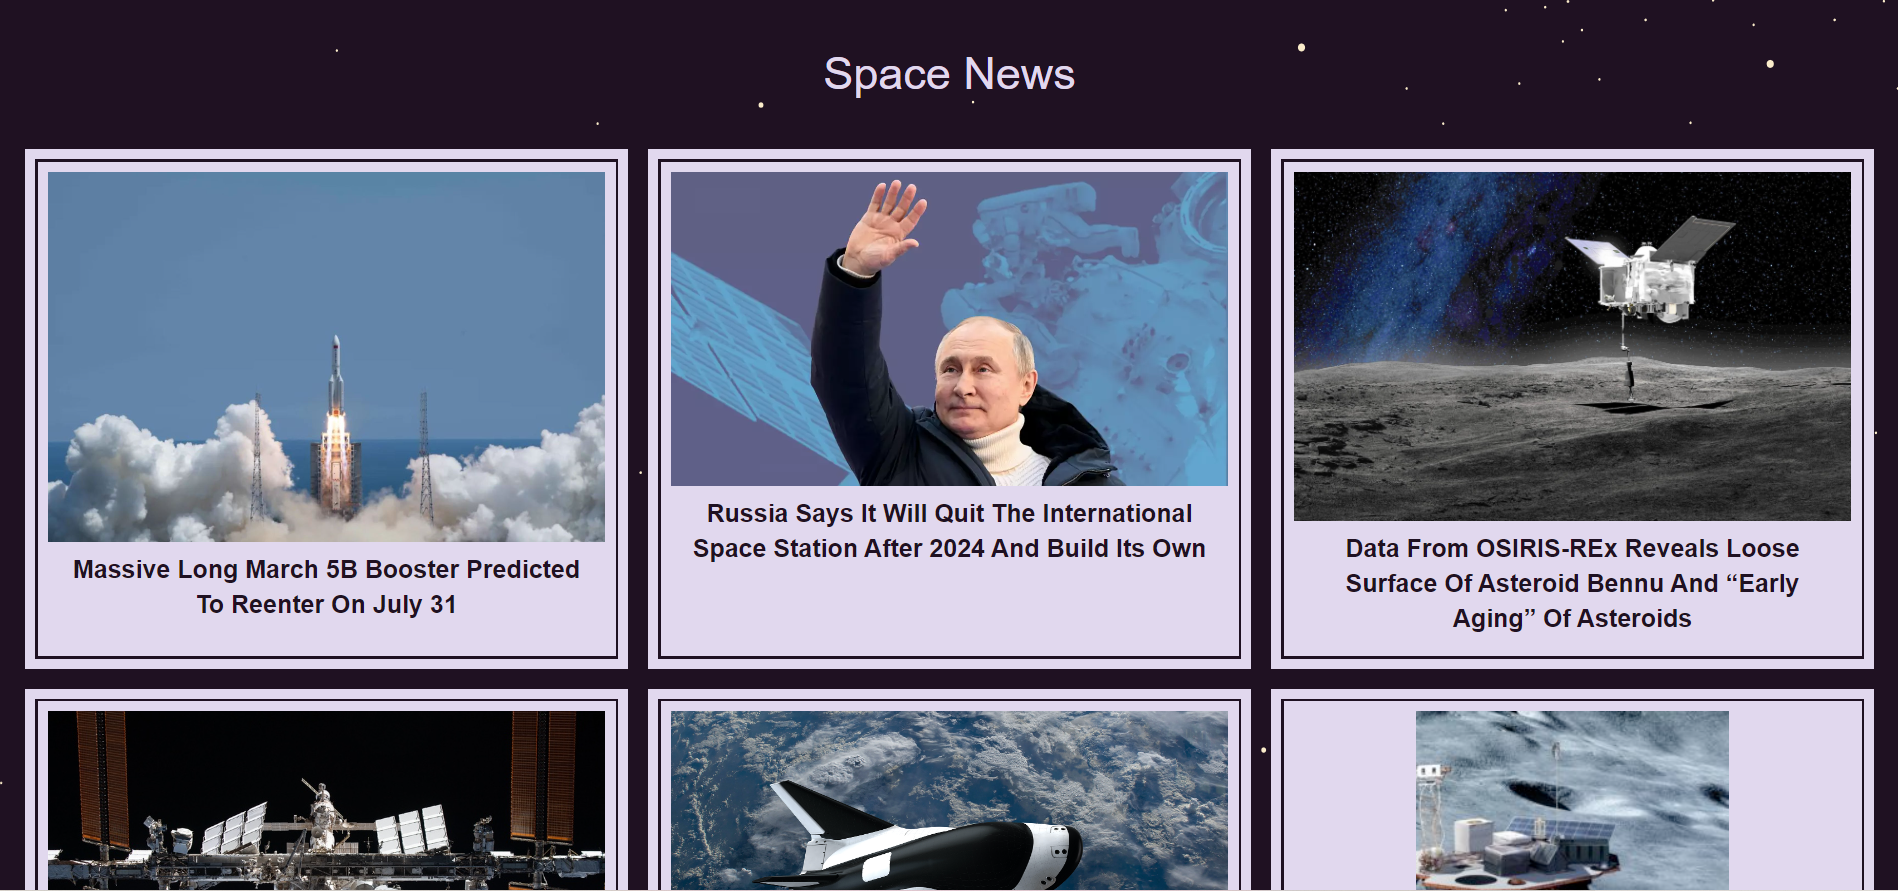 Space News
Massive Long March 5B Booster Predicted
To Reenter On July 31
Russia Says It Will Quit The International
Space Station After 2024 And Build Its Own
Data From OSIRIS-REx Reveals Loose
Surface Of Asteroid Bennu And “Early
Aging” Of Asteroids